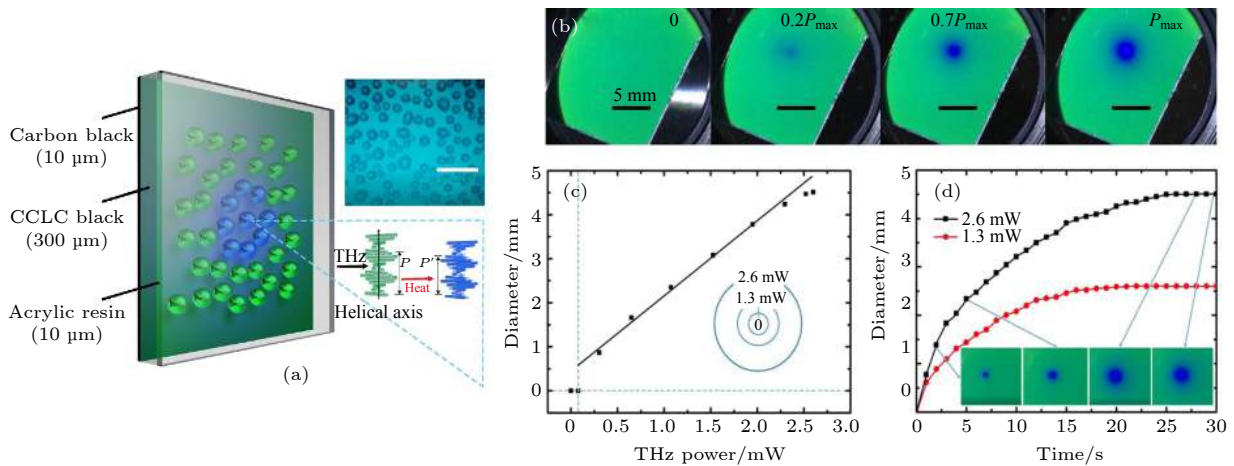 Carbon black
(10 µm)
CCLC black
(300 µm)
Acrylic resin
(10 µm)
THz
P
P′
Heat
Helical axis
(a)
(b)
0
0.2Pmax
0.7Pmax
Pmax
5 mm
(c)
Diameter/mm
5
4
3
2
1
0
2.6 mW
1.3 mW
0
0
0.5
1.0
1.5
2.0
2.5
3.0
THz power/mW
(d)
Diameter/mm
5
4
3
2
1
0
2.6 mW
1.3 mW
0
5
10
15
20
25
30
Time/s